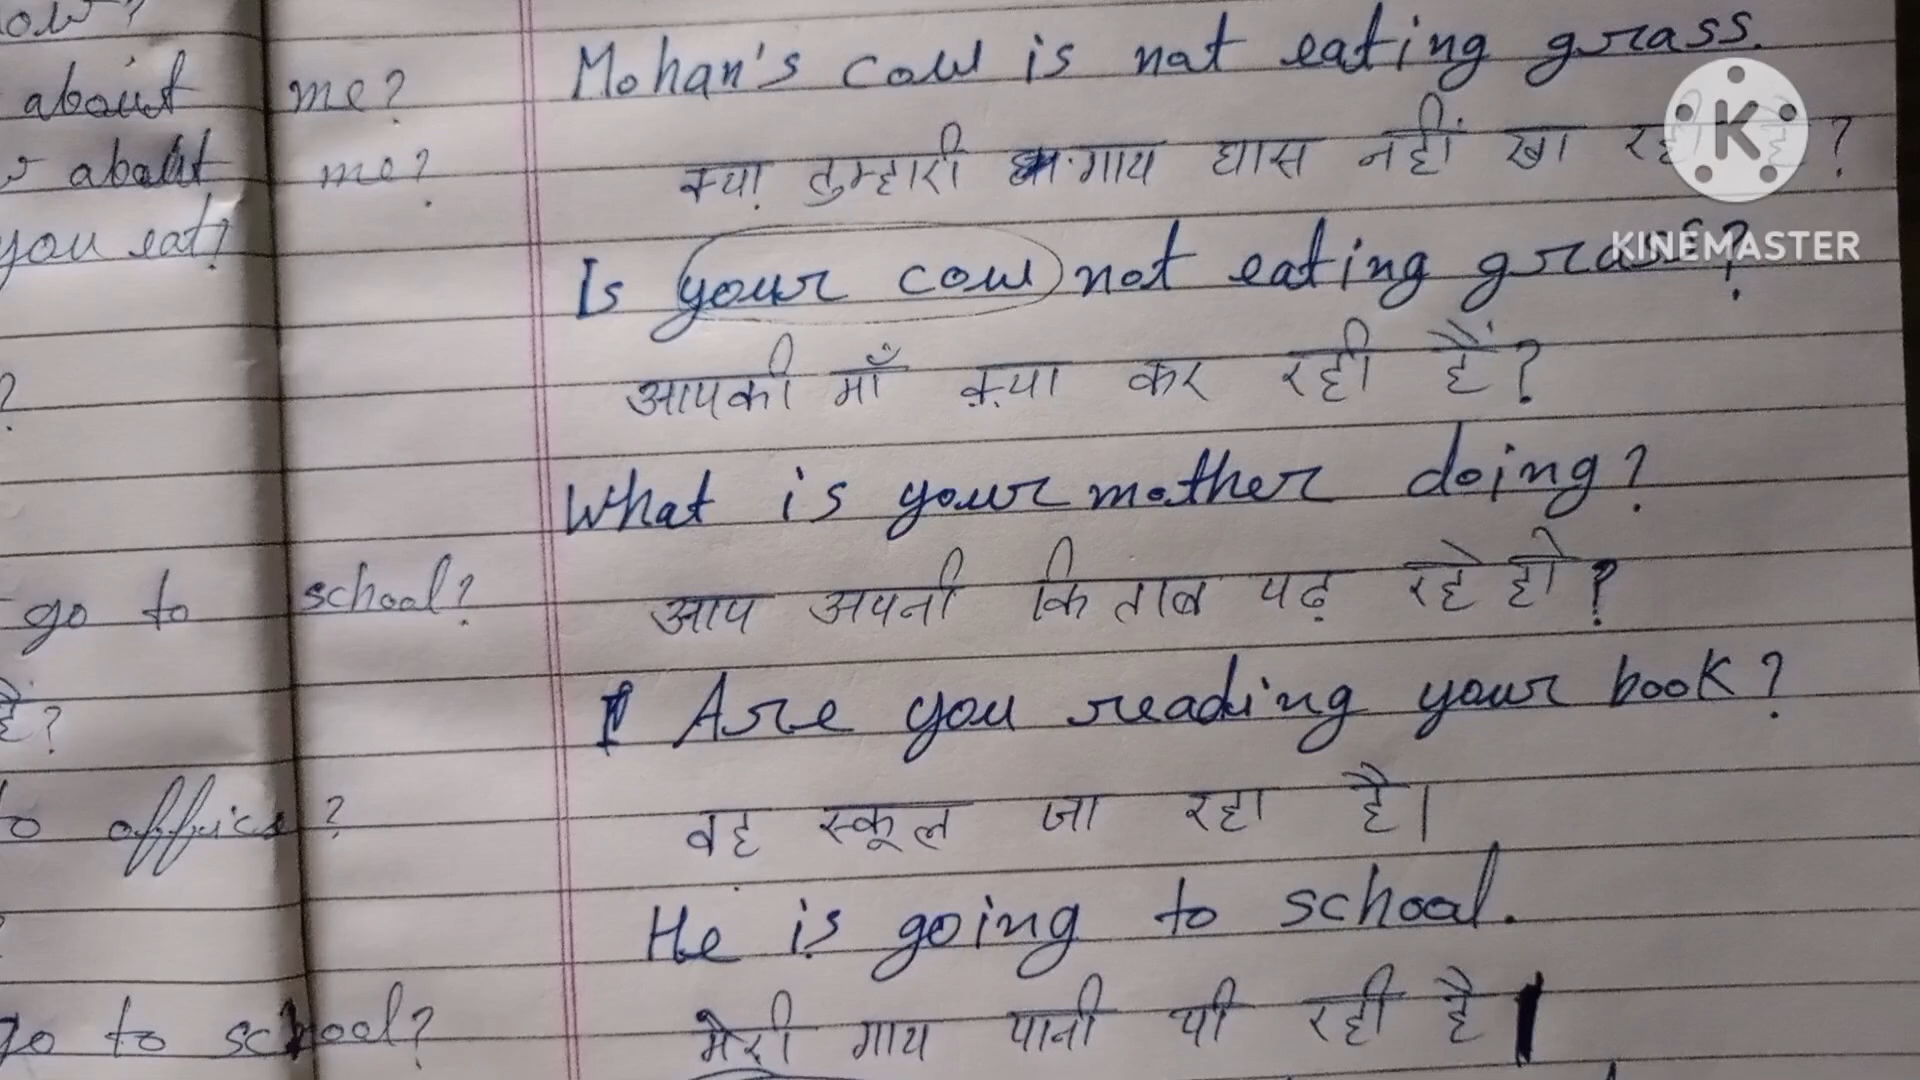 about me?
about me?
you eat?
?
go to school?
है?
to office?
go to school?
Mohan's cow is not eating grass.
क्या तुम्हारी गाय घास नहीं खा ?
Is your cow not eating grass?
आपकी माँ क्या कर रही हैं?
What is your mother doing?
आप अपनी किताब पढ़ रहे हो?
Are you reading your book?
वह स्कूल जा रहा है।
He is going to school.
मेरी गाय पानी पी रही है।
K
KINEMASTER